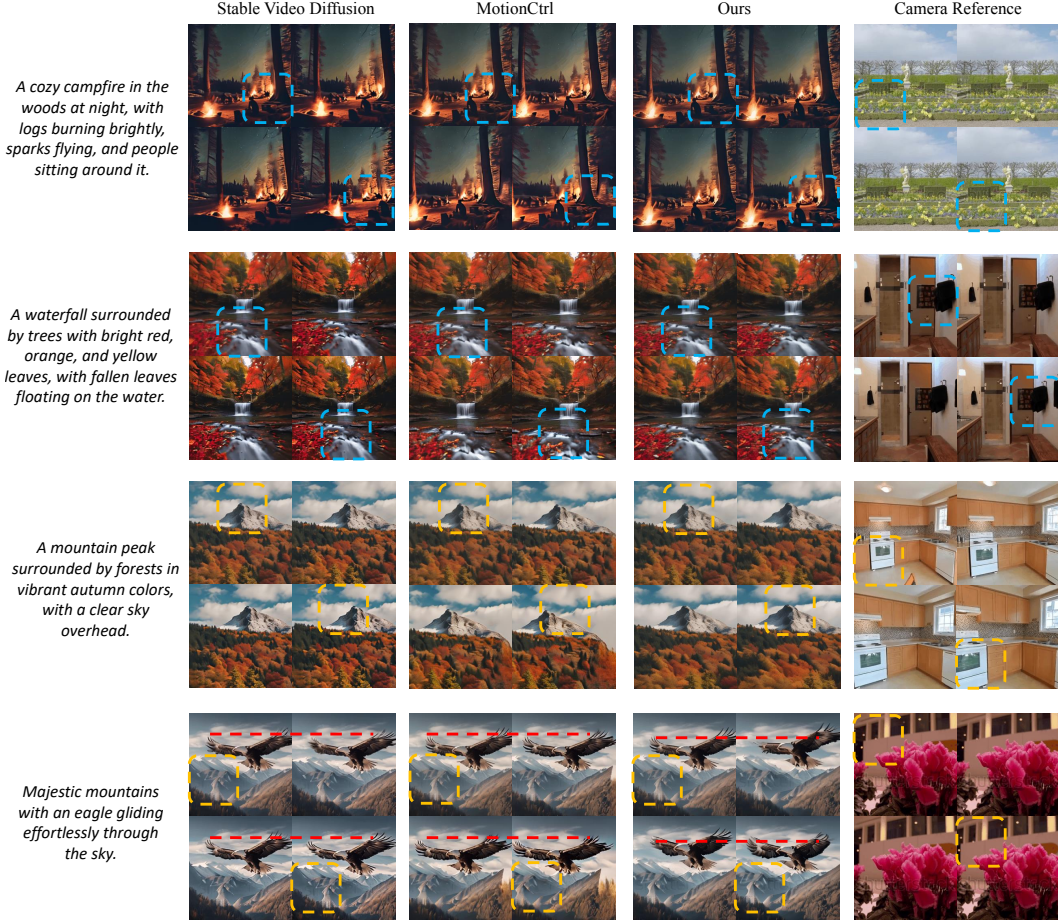 Stable Video Diffusion
MotionCtrl
Ours
Camera Reference
A cozy campfire in the
woods at night, with
logs burning brightly,
sparks flying, and people
sitting around it.
A waterfall surrounded
by trees with bright red,
orange, and yellow
leaves, with fallen leaves
floating on the water.
A mountain peak
surrounded by forests in
vibrant autumn colors,
with a clear sky
overhead.
Majestic mountains
with an eagle gliding
effortlessly through
the sky.